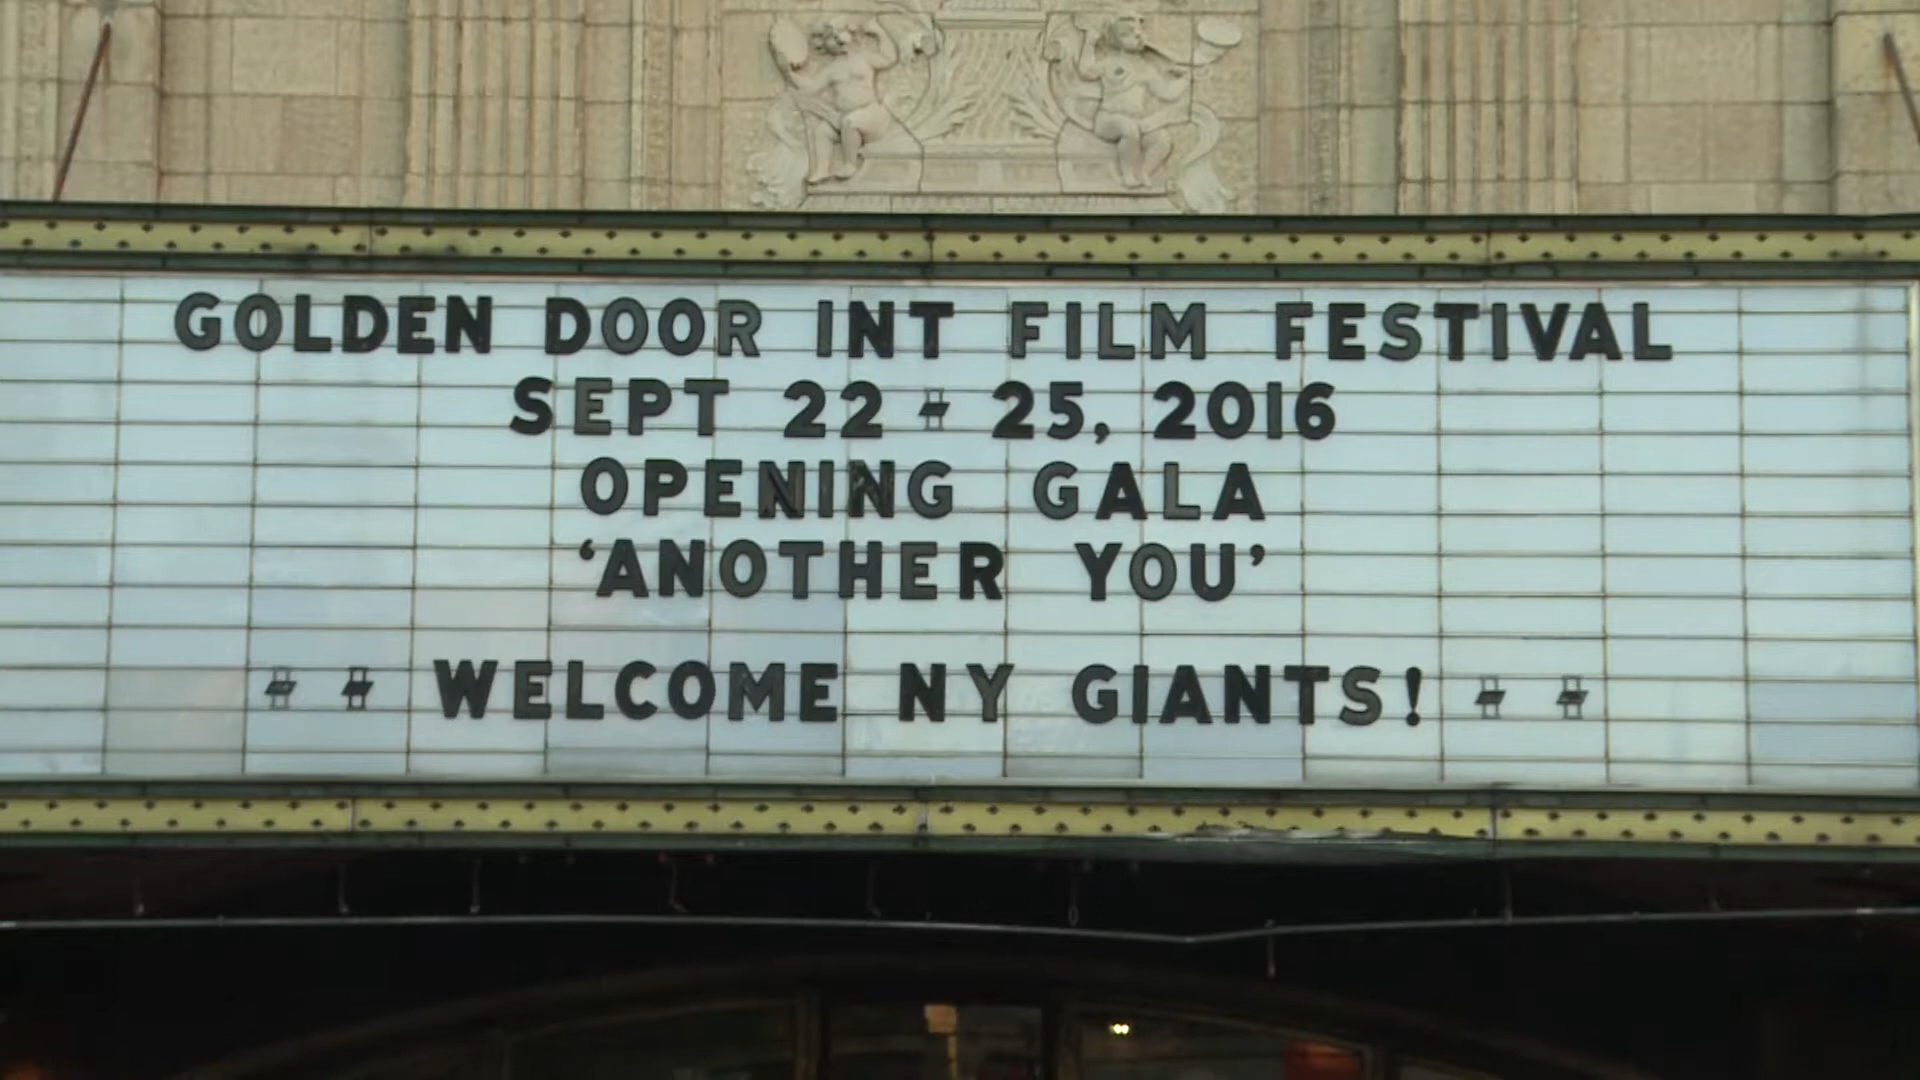 GOLDEN DOOR INT FILM FESTIVAL
SEPT 22 - 25, 2016
OPENING GALA
‘ANOTHER YOU’
- - WELCOME NY GIANTS! - -